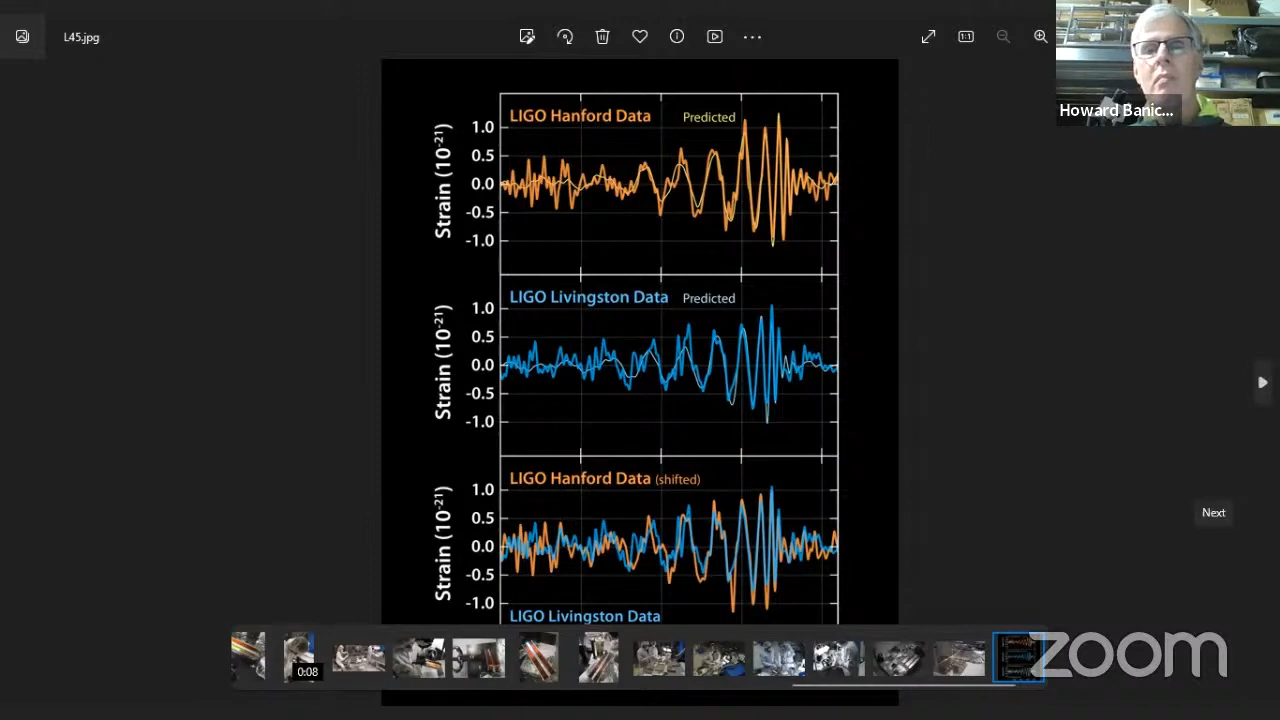 L45.jpg
1:1
Howard Banic...
LIGO Hanford Data
Predicted
Strain (10-21)
1.0
0.5
0.0
-0.5
-1.0
LIGO Livingston Data
Predicted
Strain (10-21)
1.0
0.5
0.0
-0.5
-1.0
LIGO Hanford Data (shifted)
Strain (10-21)
1.0
0.5
0.0
-0.5
-1.0
LIGO Livingston Data
Next
0:08
zoom